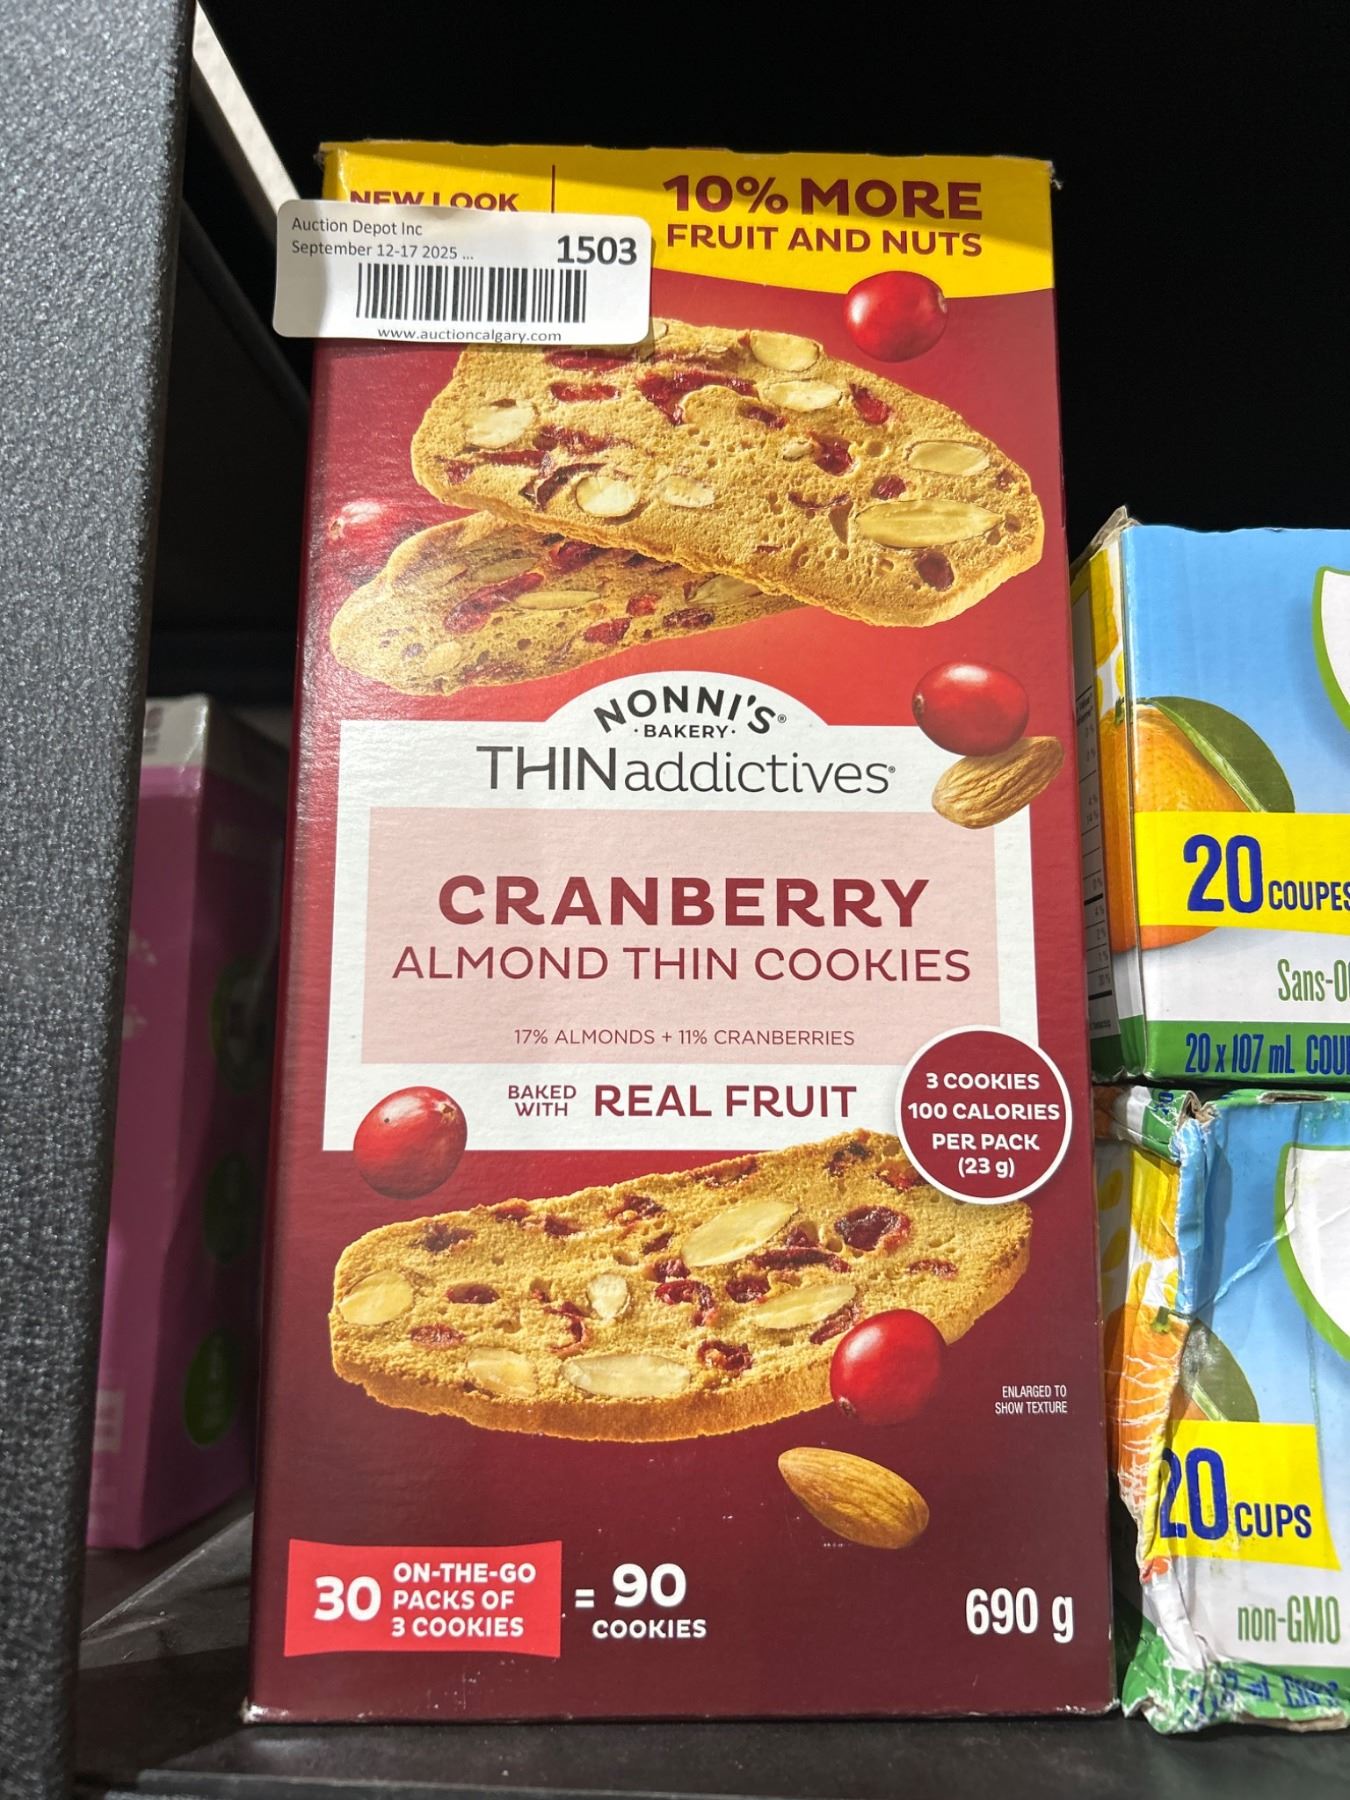 NEW LOOK
10% MORE
FRUIT AND NUTS
Auction Depot Inc
September 12-17 2025 ...
1503
www.auctioncalgary.com
NONNI'S®
·BAKERY·
THINaddictives®
CRANBERRY
ALMOND THIN COOKIES
17% ALMONDS + 11% CRANBERRIES
BAKED
WITH
REAL FRUIT
3 COOKIES
100 CALORIES
PER PACK
(23 g)
ENLARGED TO
SHOW TEXTURE
30
ON-THE-GO
PACKS OF
3 COOKIES
= 90
COOKIES
690 g
20 COUPES
Sans-O
20 x 107 mL COU
20 CUPS
non-GMO